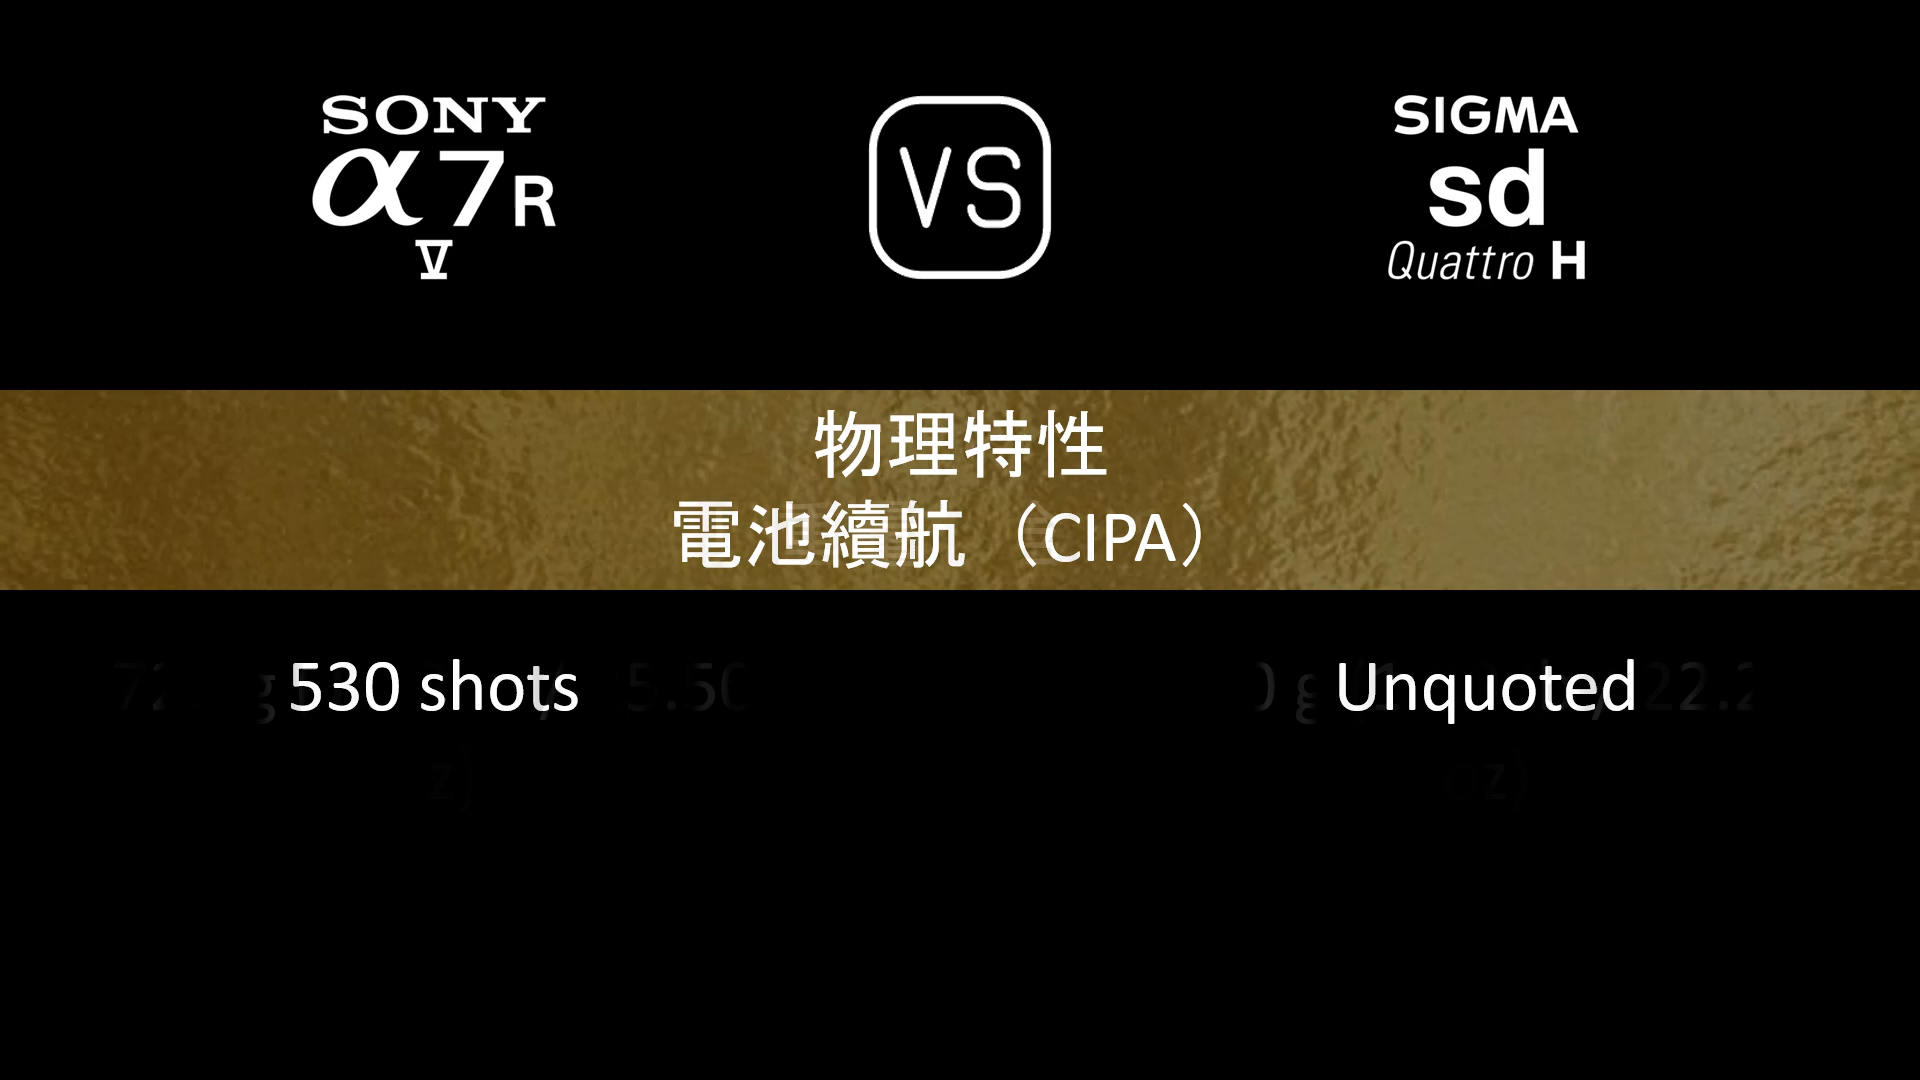 SONY
α7R
V
VS
SIGMA
sd
Quattro H
物理特性
電池續航（CIPA）
530 shots
Unquoted